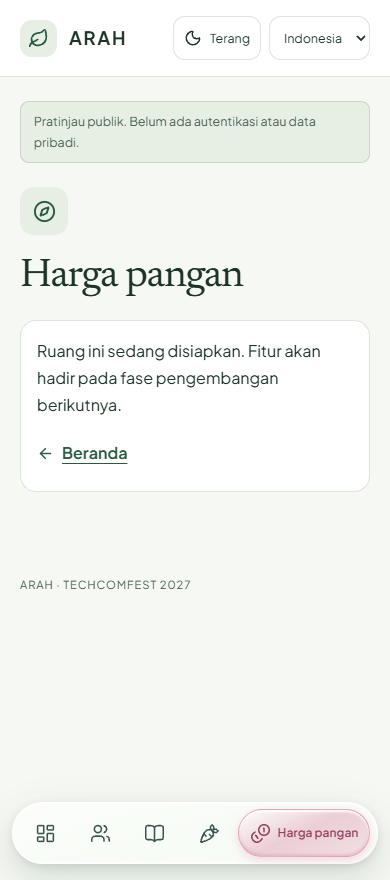 ARAH
Terang
Indonesia
Pratinjau publik. Belum ada autentikasi atau data
pribadi.
Harga pangan
Ruang ini sedang disiapkan. Fitur akan
hadir pada fase pengembangan
berikutnya.
← Beranda
ARAH · TECHCOMFEST 2027
Harga pangan